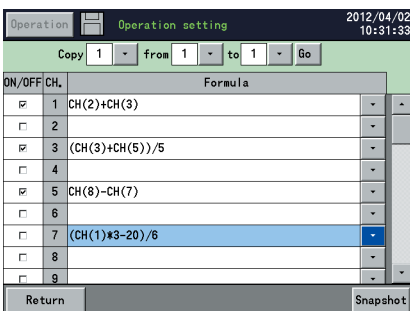 Operation Operation setting 2012/04/02
10:31:33
Copy 1 from 1 to 1 Go
ON/OFF CH. Formula
1 CH(2)+CH(3)
2
3 (CH(3)+CH(5))/5
4
5 CH(8)-CH(7)
6
7 (CH(1)*3-20)/6
8
9
Return Snapshot